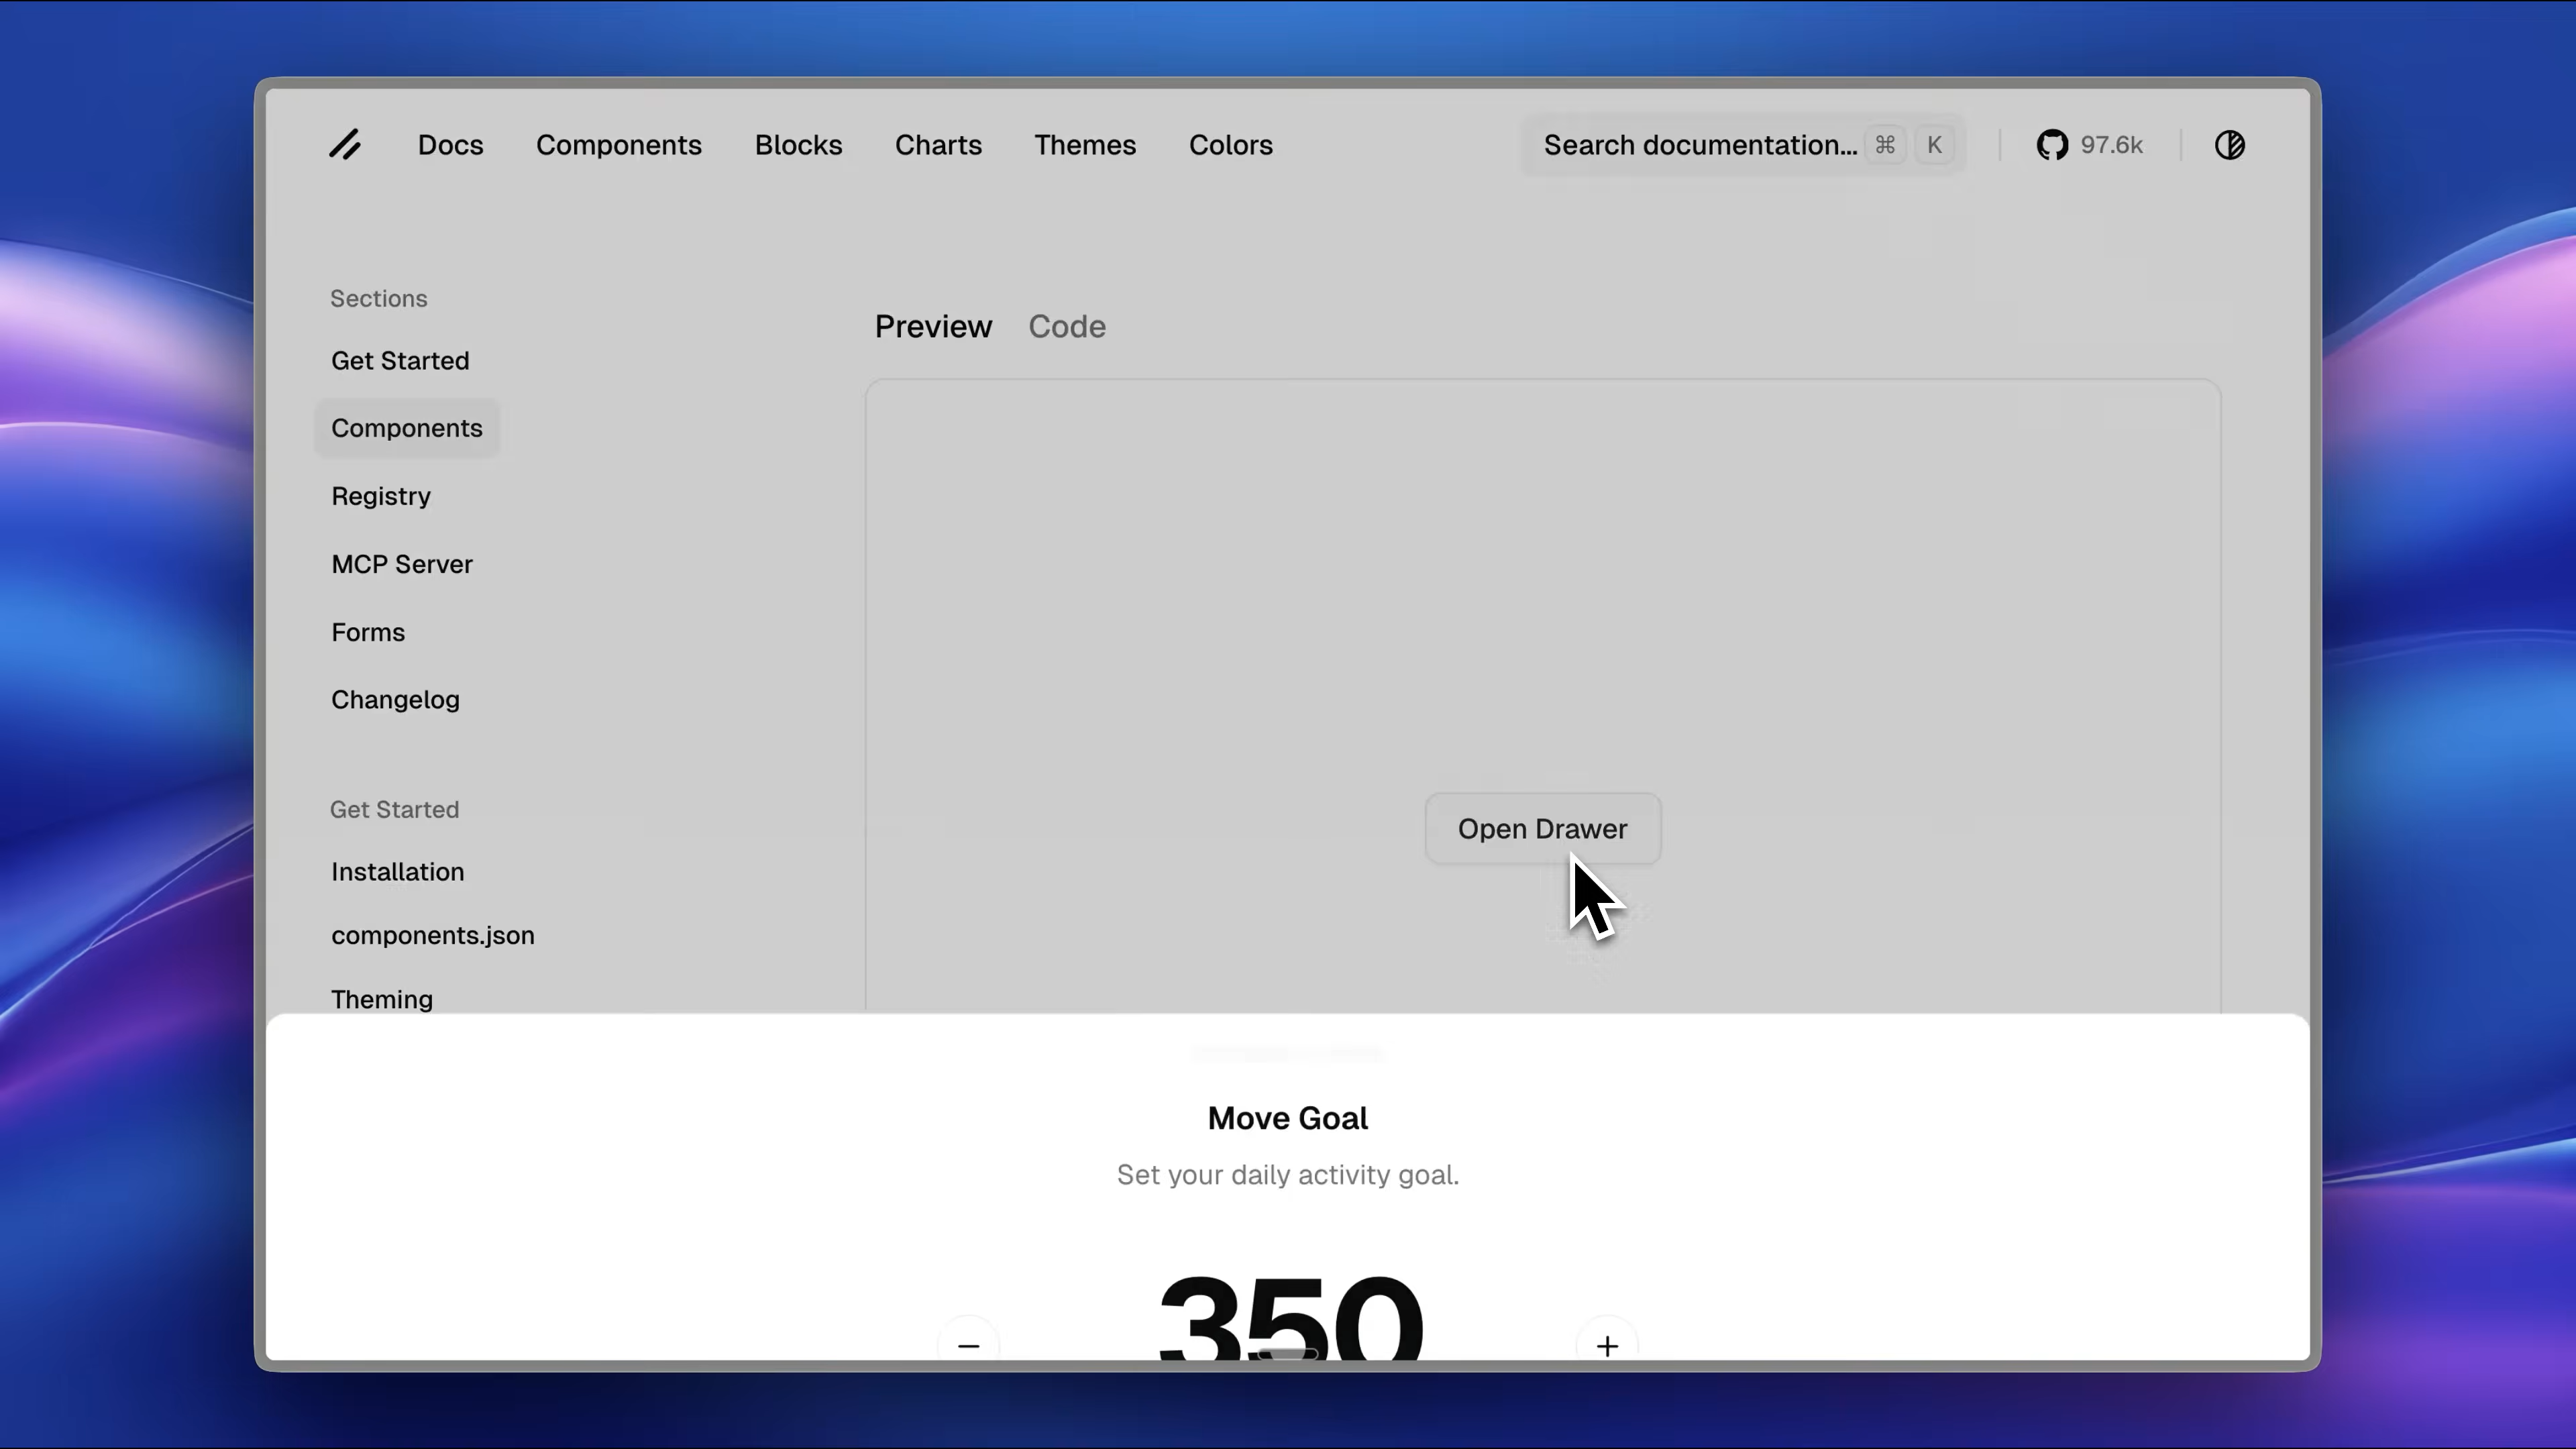 Docs Components Blocks Charts Themes Colors Search documentation... ⌘ K 97.6k
Sections
Get Started
Components
Registry
MCP Server
Forms
Changelog
Get Started
Installation
components.json
Theming
Preview Code
Open Drawer
Move Goal
Set your daily activity goal.
− 350 +